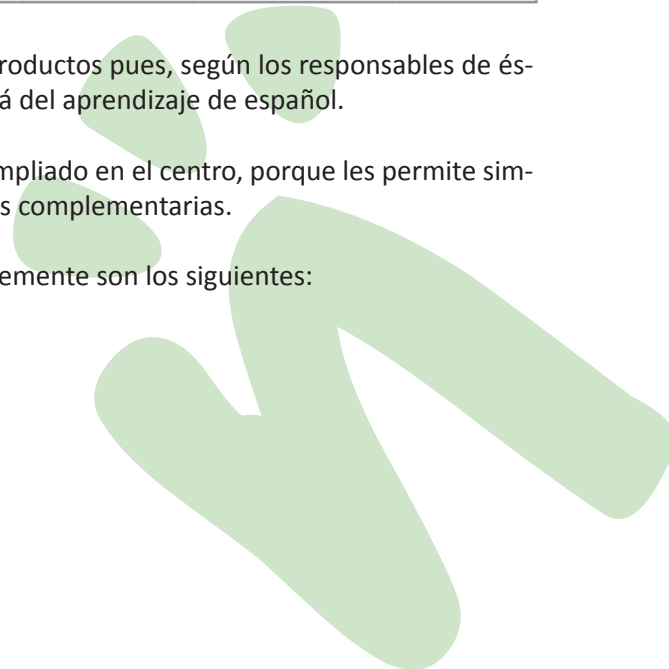 roductos pues, según los responsables de és-
á del aprendizaje de español.
mpliado en el centro, porque les permite sim-
s complementarias.
emente son los siguientes: